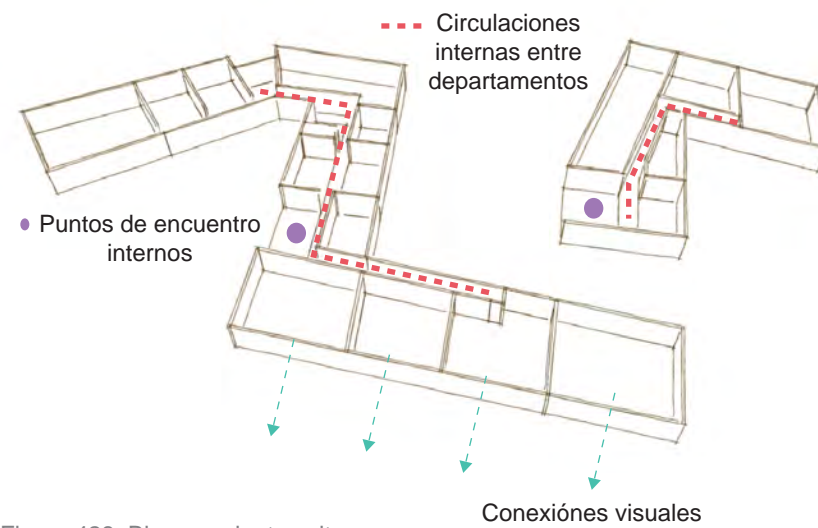 Circulaciones
internas entre
departamentos
Puntos de encuentro
internos
Conexiónes visuales